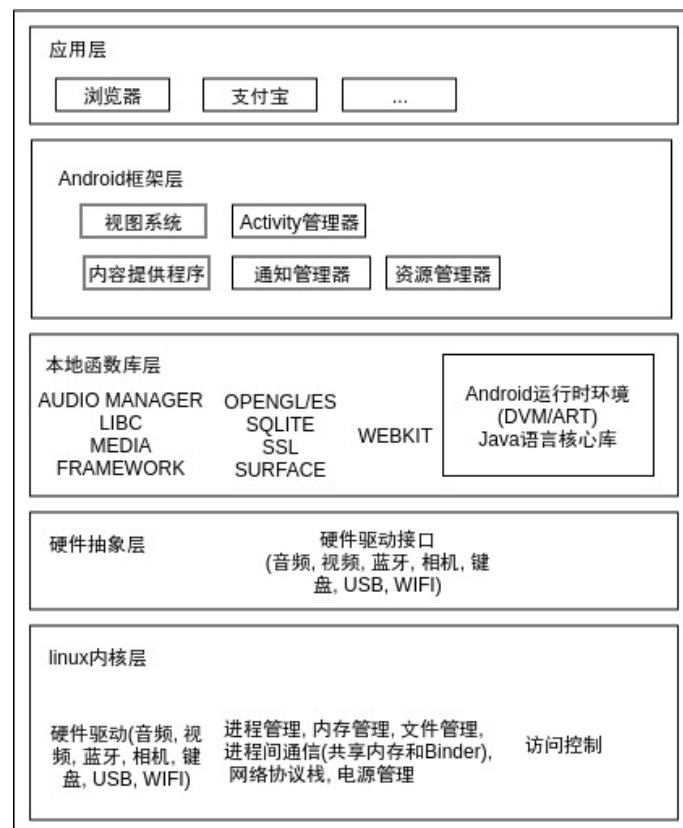 应用层
浏览器
支付宝
...
Android框架层
视图系统
Activity管理器
内容提供程序
通知管理器
资源管理器
本地函数库层
AUDIO MANAGER
LIBC
MEDIA
FRAMEWORK
OPENGL/ES
SQLITE
SSL
SURFACE
WEBKIT
Android运行时环境
(DVM/ART)
Java语言核心库
硬件抽象层
硬件驱动接口
(音频, 视频, 蓝牙, 相机, 键
盘, USB, WIFI)
linux内核层
硬件驱动(音频, 视
频, 蓝牙, 相机, 键
盘, USB, WIFI)
进程管理, 内存管理, 文件管理,
进程间通信(共享内存和Binder),
网络协议栈, 电源管理
访问控制